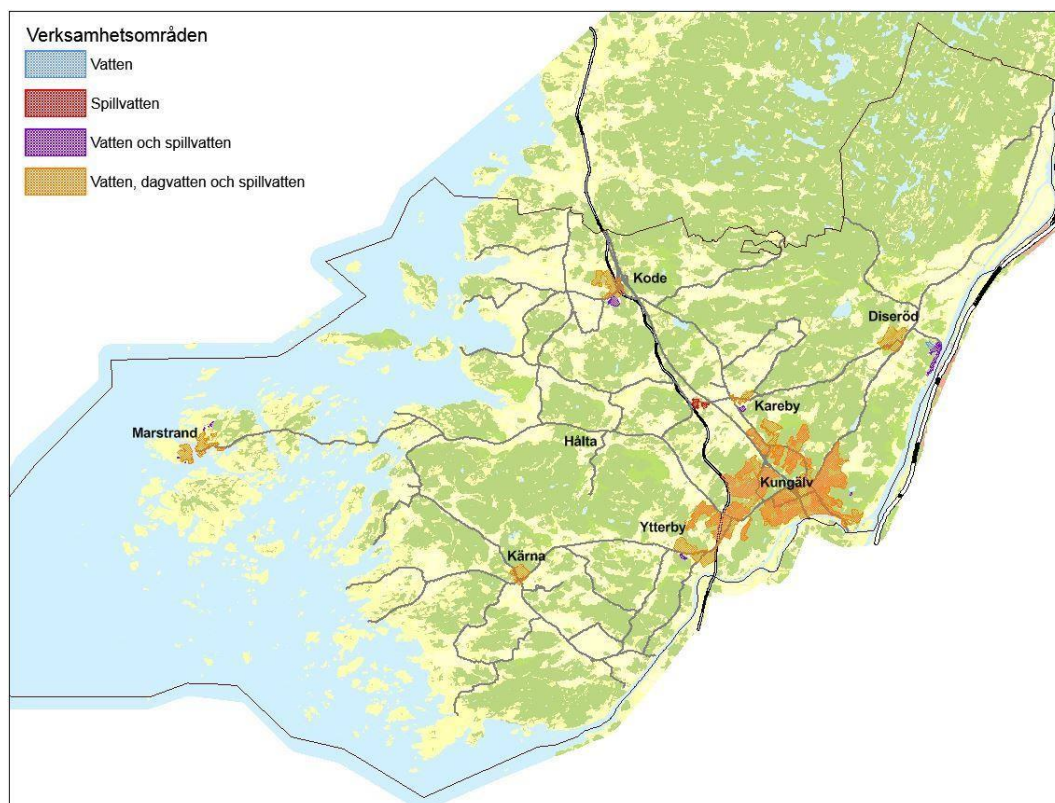 Verksamhetsområden
Vatten
Spillvatten
Vatten och spillvatten
Vatten, dagvatten och spillvatten
Kode
Diseröd
Kareby
Marstrand
Hålta
Kungälv
Ytterby
Kärna